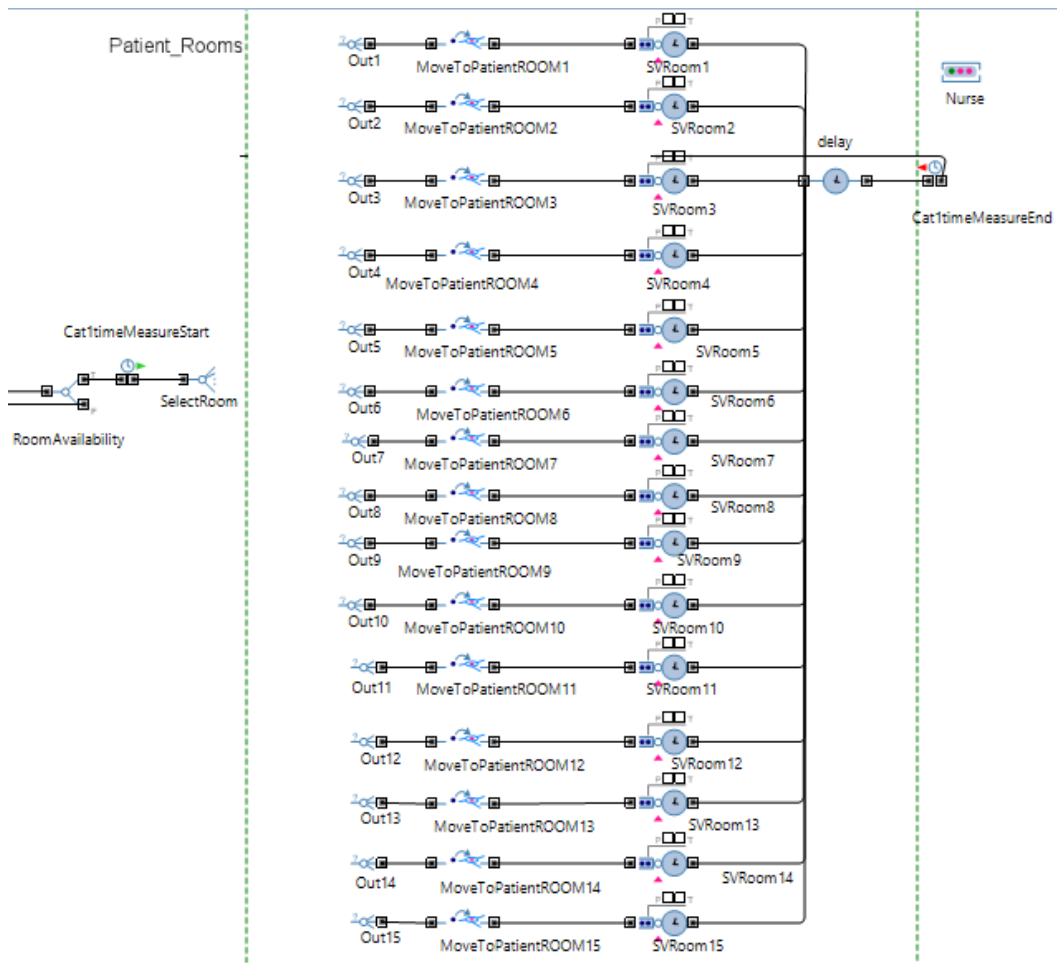 Patient_Rooms
Out1
MoveToPatientROOM1
SVRoom1
Nurse
Out2
MoveToPatientROOM2
SVRoom2
delay
Out3
MoveToPatientROOM3
SVRoom3
Cat1timeMeasureEnd
Out4
MoveToPatientROOM4
SVRoom4
Cat1timeMeasureStart
Out5
MoveToPatientROOM5
SVRoom5
SelectRoom
Out6
MoveToPatientROOM6
SVRoom6
RoomAvailability
Out7
MoveToPatientROOM7
SVRoom7
Out8
MoveToPatientROOM8
SVRoom8
Out9
MoveToPatientROOM9
SVRoom9
Out10
MoveToPatientROOM10
SVRoom10
Out11
MoveToPatientROOM11
SVRoom11
Out12
MoveToPatientROOM12
SVRoom12
Out13
MoveToPatientROOM13
SVRoom13
Out14
MoveToPatientROOM14
SVRoom14
Out15
MoveToPatientROOM15
SVRoom15